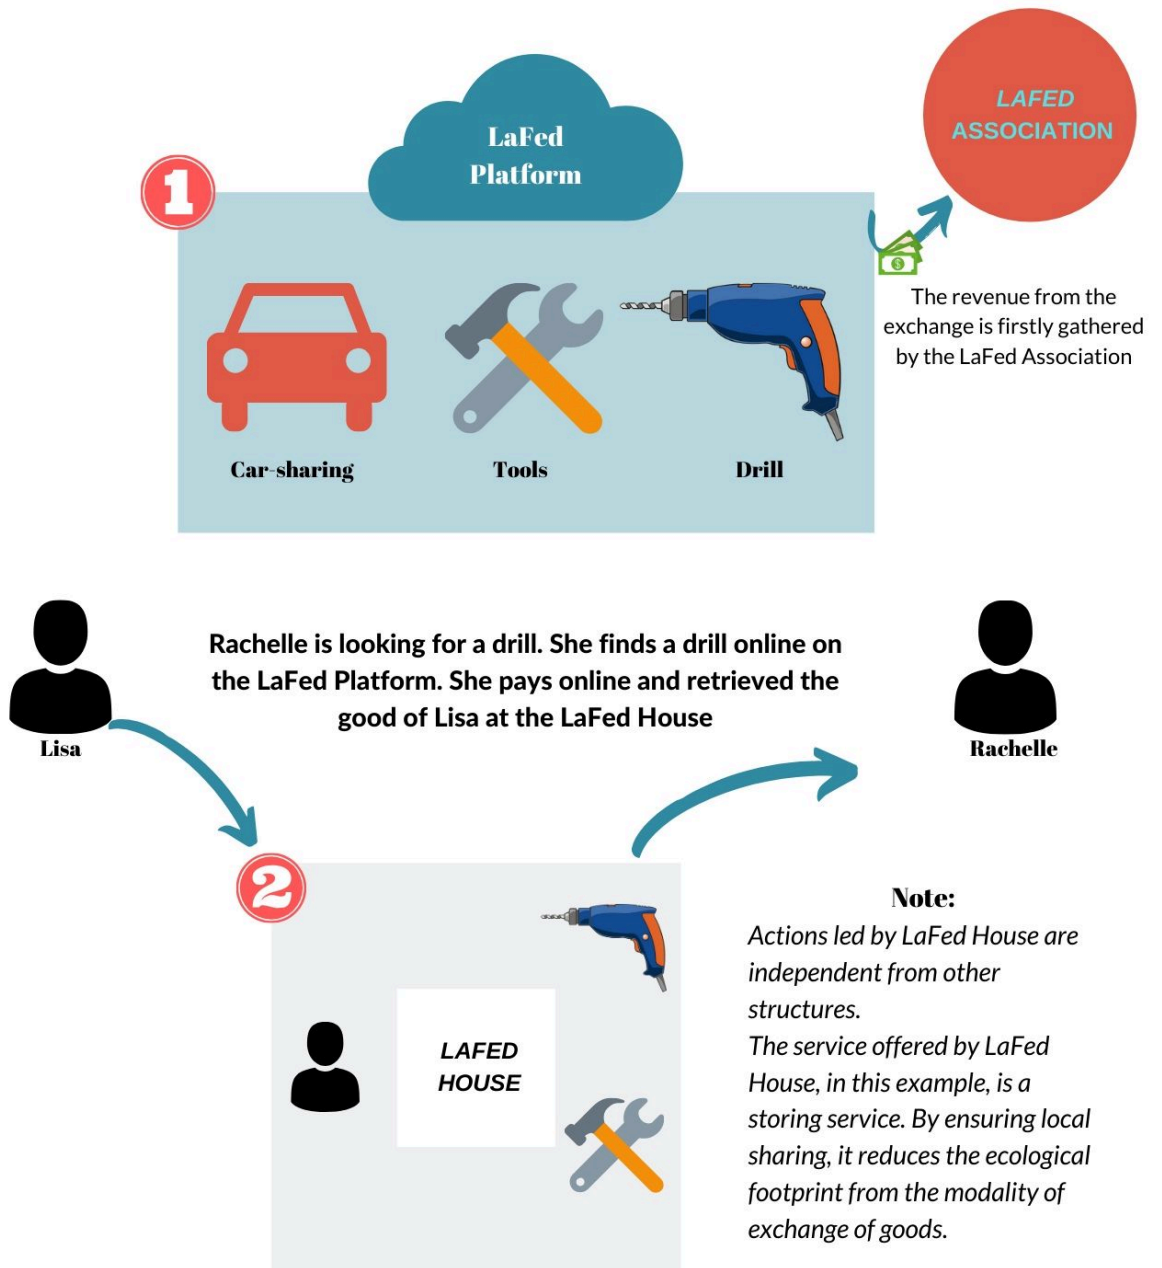 LAFED
ASSOCIATION
LaFed
Platform
1
The revenue from the
exchange is firstly gathered
by the LaFed Association
Car-sharing
Tools
Drill
Rachelle is looking for a drill. She finds a drill online on
the LaFed Platform. She pays online and retrieved the
good of Lisa at the LaFed House
Lisa
Rachelle
2
LAFED
HOUSE
Note:
Actions led by LaFed House are
independent from other
structures.
The service offered by LaFed
House, in this example, is a
storing service. By ensuring local
sharing, it reduces the ecological
footprint from the modality of
exchange of goods.